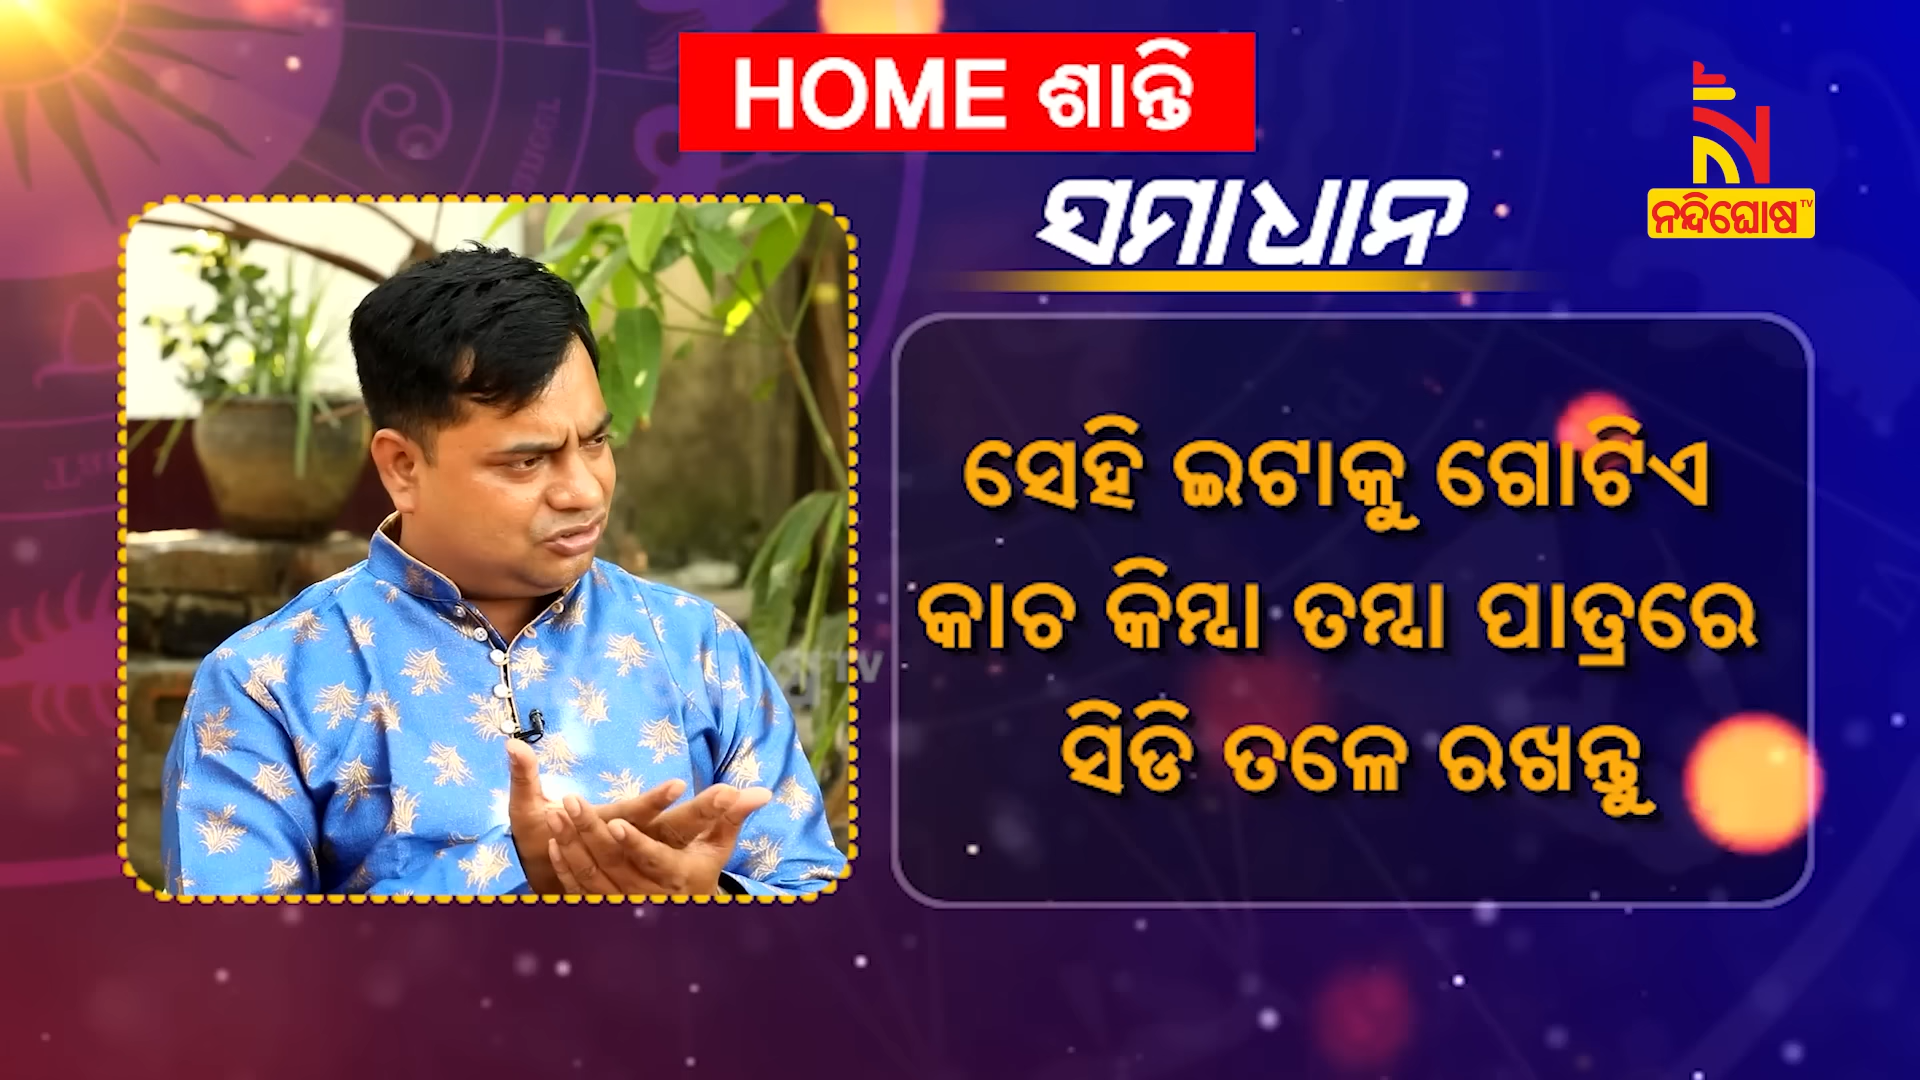 HOME ଶାନ୍ତି
ନନ୍ଦିଘୋଷ TV
ସମାଧାନ
ସେହି ଇଟାକୁ ଗୋଟିଏ
କାଚ କିମ୍ବା ତମ୍ବା ପାତ୍ରରେ
ସିଡି ତଳେ ରଖନ୍ତୁ